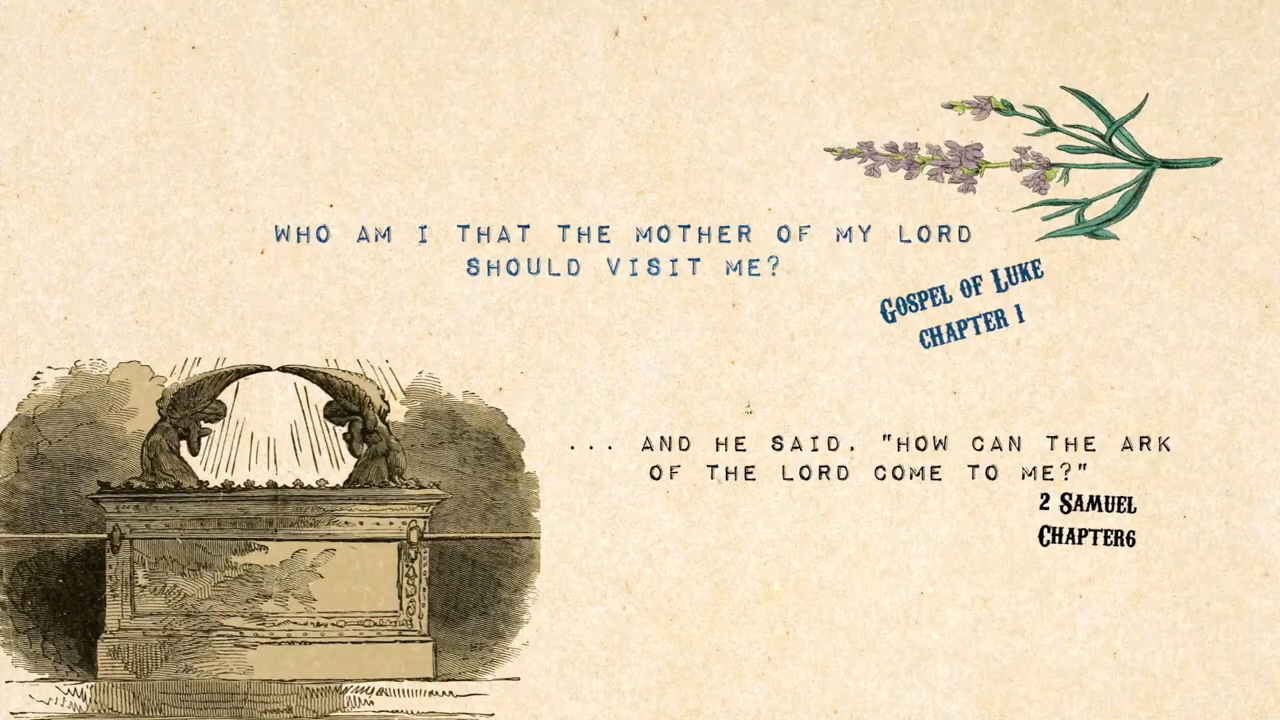 WHO AM I THAT THE MOTHER OF MY LORD
SHOULD VISIT ME?
GOSPEL OF LUKE
CHAPTER 1
... AND HE SAID, "HOW CAN THE ARK
OF THE LORD COME TO ME?"
2 SAMUEL
CHAPTER6